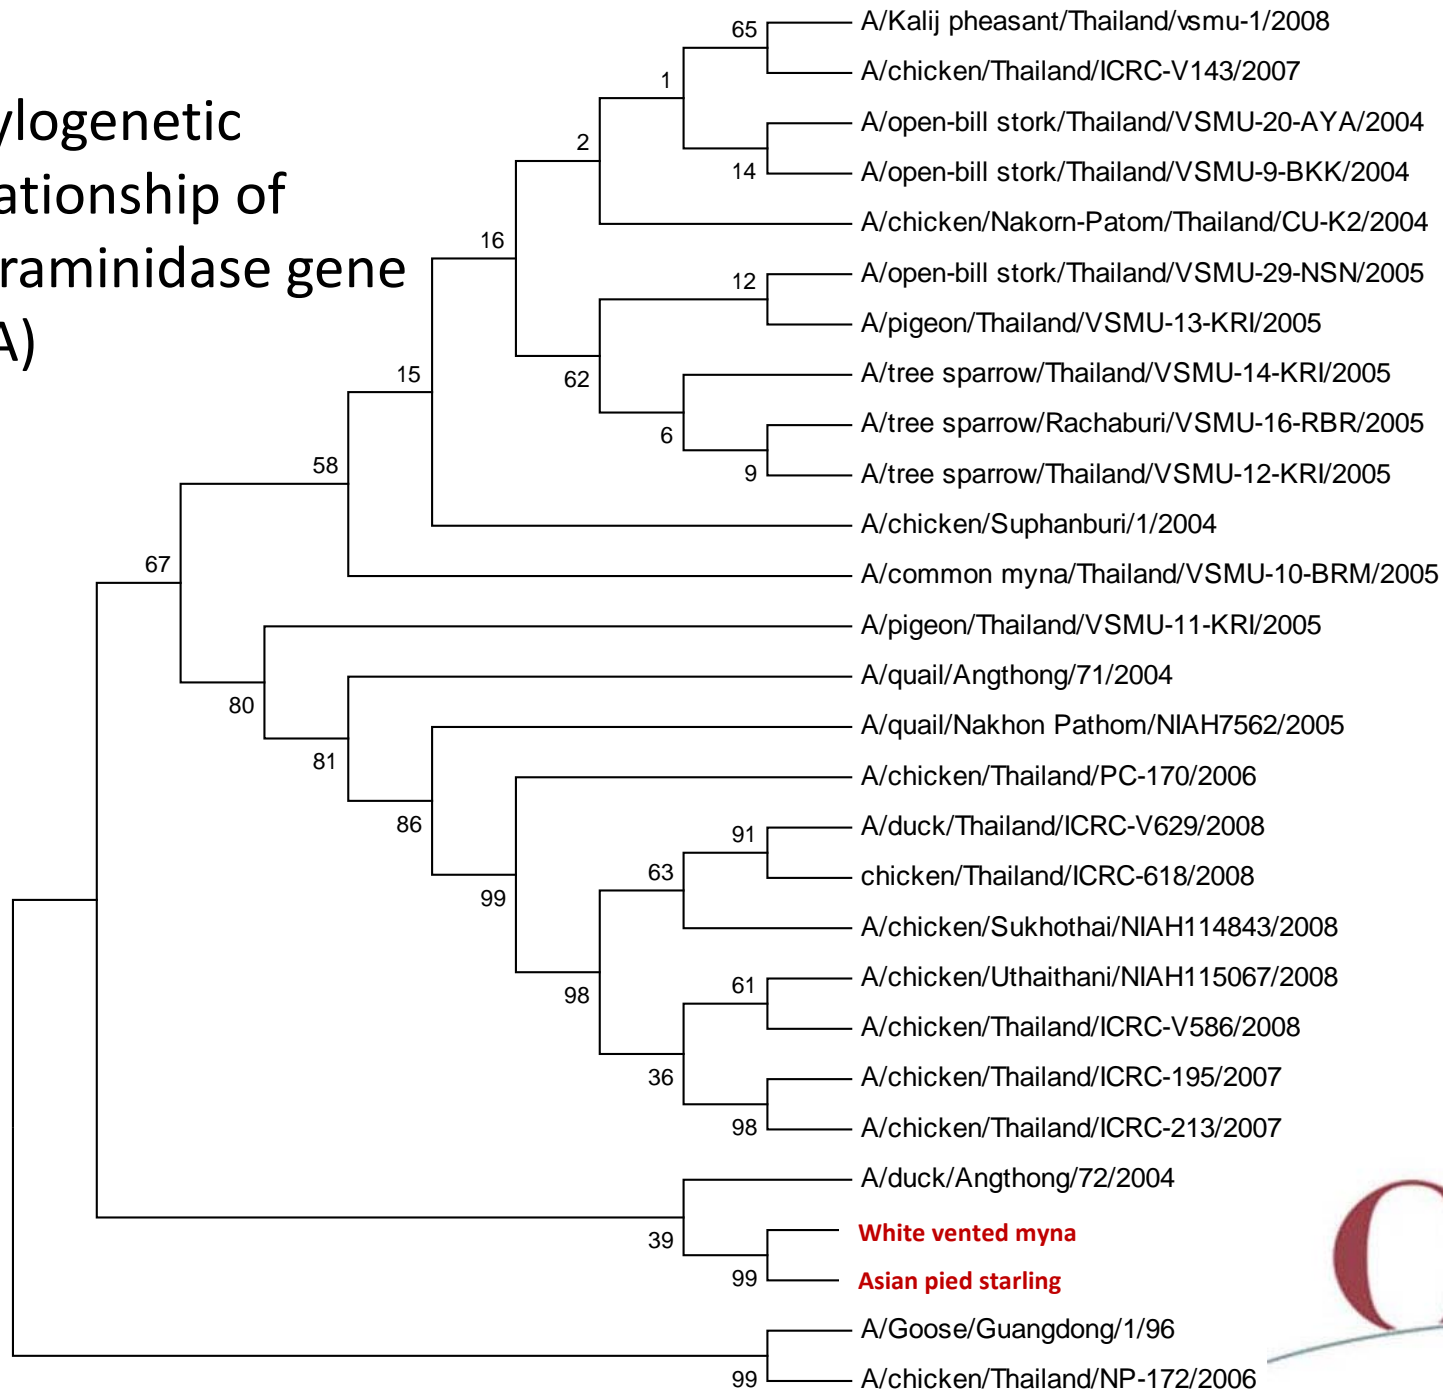 ylogenetic
ationship of
raminidase gene
A)
65
A/Kalij pheasant/Thailand/vsmu-1/2008
A/chicken/Thailand/ICRC-V143/2007
1
A/open-bill stork/Thailand/VSMU-20-AYA/2004
2
14
A/open-bill stork/Thailand/VSMU-9-BKK/2004
A/chicken/Nakorn-Patom/Thailand/CU-K2/2004
16
A/open-bill stork/Thailand/VSMU-29-NSN/2005
12
A/pigeon/Thailand/VSMU-13-KRI/2005
15
62
A/tree sparrow/Thailand/VSMU-14-KRI/2005
A/tree sparrow/Rachaburi/VSMU-16-RBR/2005
6
58
9
A/tree sparrow/Thailand/VSMU-12-KRI/2005
A/chicken/Suphanburi/1/2004
67
A/common myna/Thailand/VSMU-10-BRM/2005
A/pigeon/Thailand/VSMU-11-KRI/2005
A/quail/Angthong/71/2004
80
A/quail/Nakhon Pathom/NIAH7562/2005
81
A/chicken/Thailand/PC-170/2006
86
91
A/duck/Thailand/ICRC-V629/2008
63
chicken/Thailand/ICRC-618/2008
99
A/chicken/Sukhothai/NIAH114843/2008
98
61
A/chicken/Uthaithani/NIAH115067/2008
A/chicken/Thailand/ICRC-V586/2008
36
A/chicken/Thailand/ICRC-195/2007
98
A/chicken/Thailand/ICRC-213/2007
A/duck/Angthong/72/2004
39
White vented myna
99
Asian pied starling
A/Goose/Guangdong/1/96
99
A/chicken/Thailand/NP-172/2006